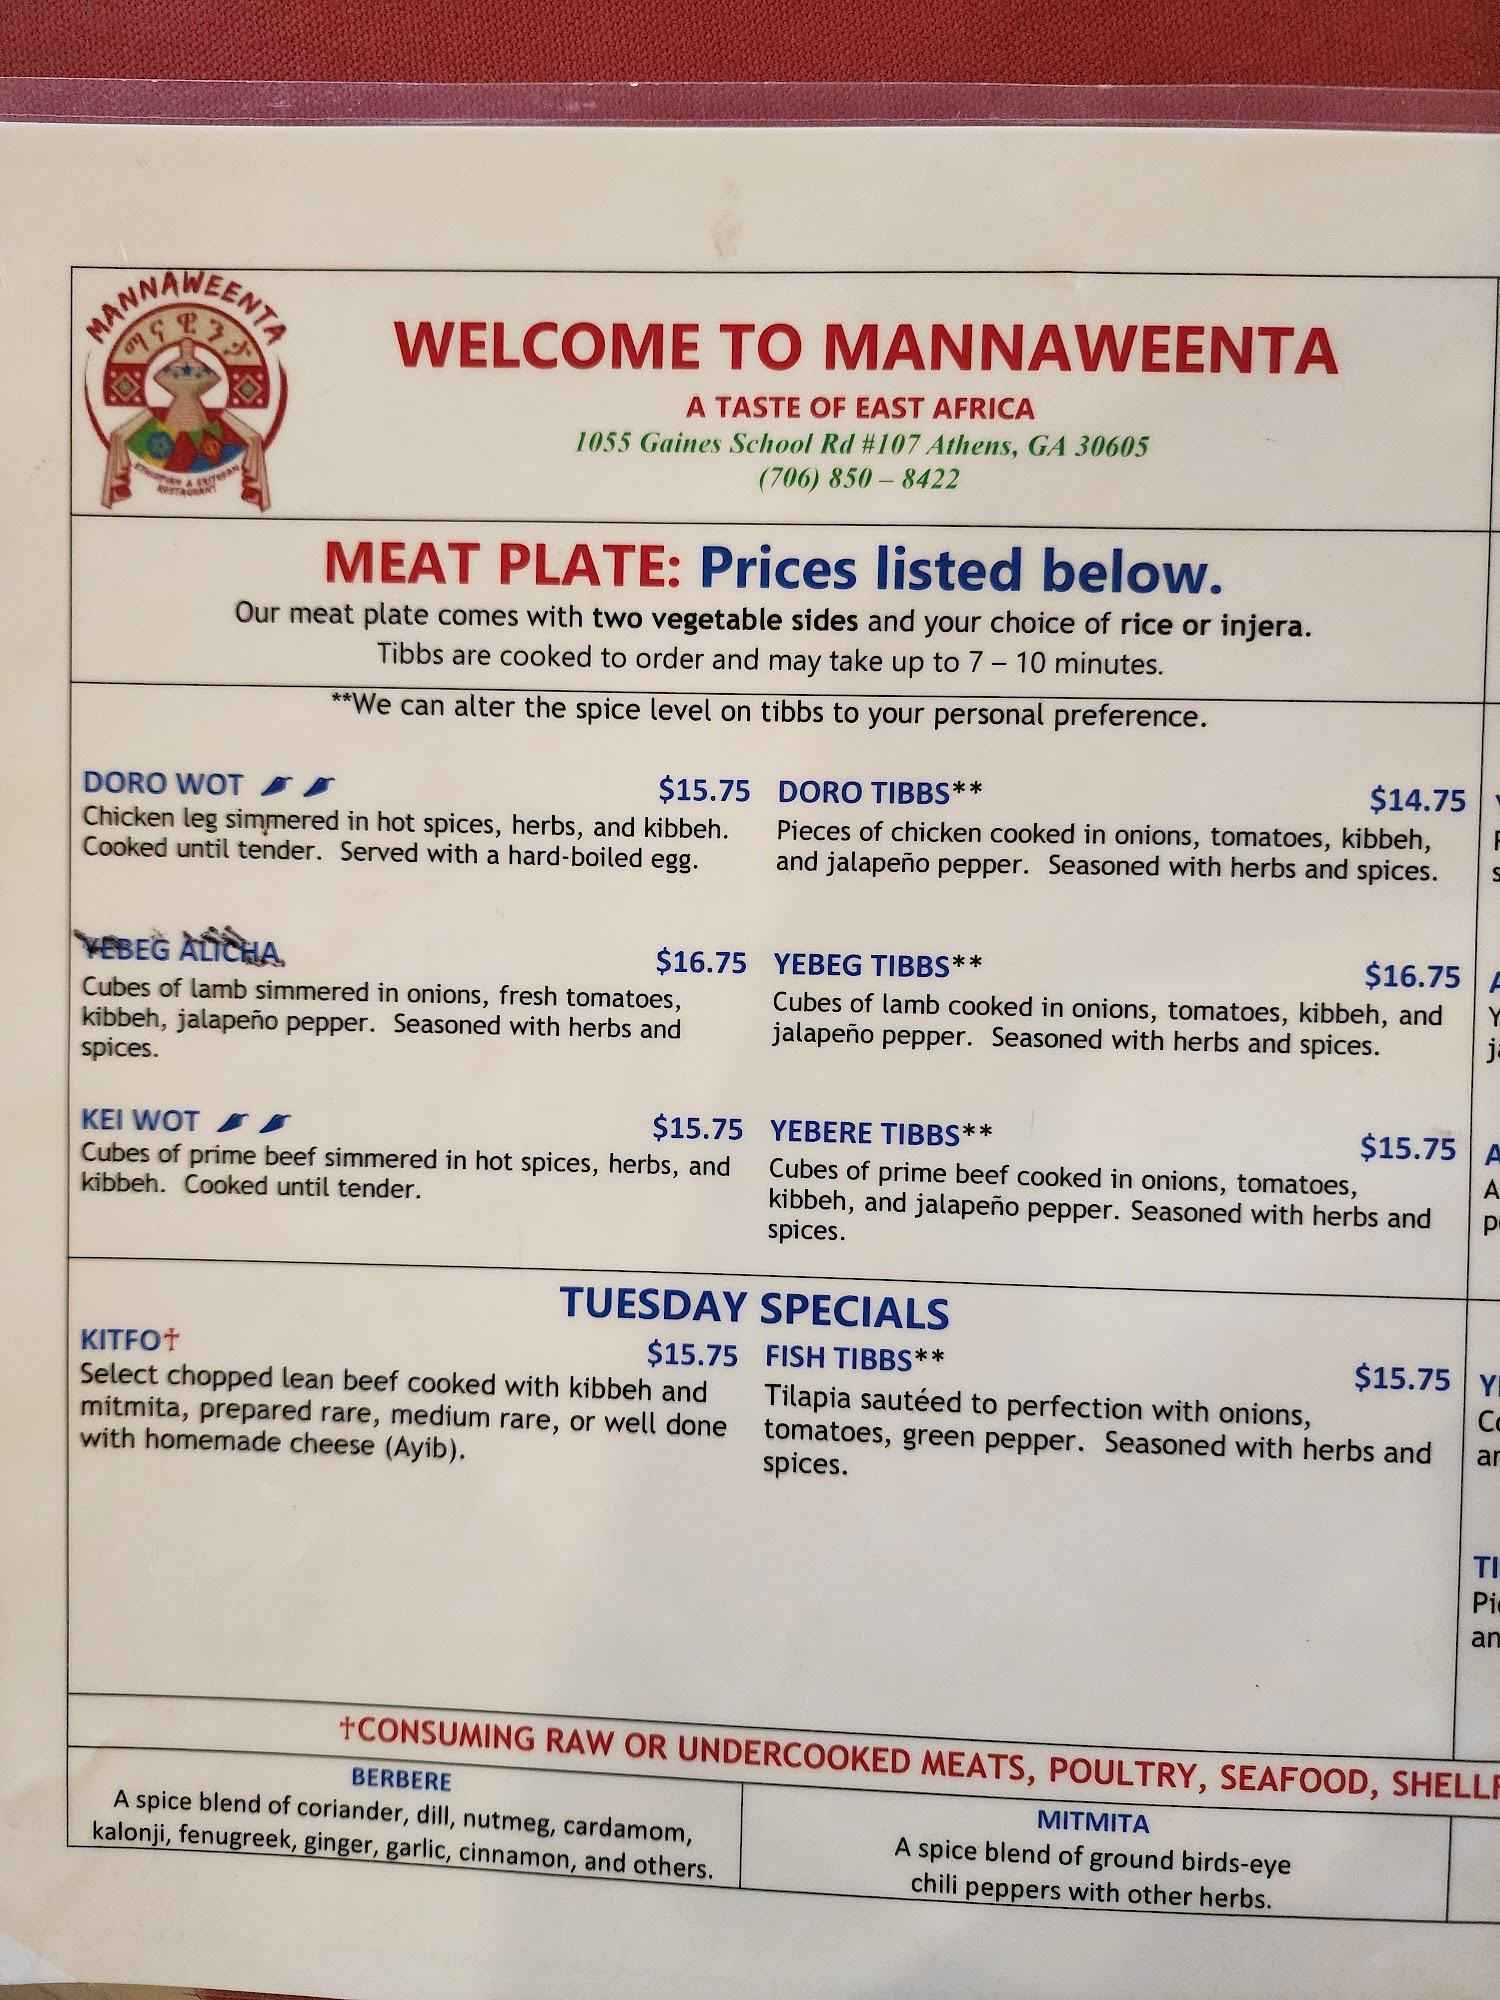 MANNAWEENTA
ማናዊንታ
ETHIOPIAN & ERITREAN
RESTAURANT
WELCOME TO MANNAWEENTA
A TASTE OF EAST AFRICA
1055 Gaines School Rd #107 Athens, GA 30605
(706) 850 – 8422
MEAT PLATE: Prices listed below.
Our meat plate comes with two vegetable sides and your choice of rice or injera.
Tibbs are cooked to order and may take up to 7 – 10 minutes.
**We can alter the spice level on tibbs to your personal preference.
DORO WOT $15.75
Chicken leg simmered in hot spices, herbs, and kibbeh.
Cooked until tender. Served with a hard-boiled egg.
DORO TIBBS** $14.75
Pieces of chicken cooked in onions, tomatoes, kibbeh,
and jalapeño pepper. Seasoned with herbs and spices.
YEBEG ALICHA $16.75
Cubes of lamb simmered in onions, fresh tomatoes,
kibbeh, jalapeño pepper. Seasoned with herbs and
spices.
YEBEG TIBBS** $16.75
Cubes of lamb cooked in onions, tomatoes, kibbeh, and
jalapeño pepper. Seasoned with herbs and spices.
KEI WOT $15.75
Cubes of prime beef simmered in hot spices, herbs, and
kibbeh. Cooked until tender.
YEBERE TIBBS** $15.75
Cubes of prime beef cooked in onions, tomatoes,
kibbeh, and jalapeño pepper. Seasoned with herbs and
spices.
TUESDAY SPECIALS
KITFO† $15.75
Select chopped lean beef cooked with kibbeh and
mitmita, prepared rare, medium rare, or well done
with homemade cheese (Ayib).
FISH TIBBS** $15.75
Tilapia sautéed to perfection with onions,
tomatoes, green pepper. Seasoned with herbs and
spices.
†CONSUMING RAW OR UNDERCOOKED MEATS, POULTRY, SEAFOOD,
BERBERE
A spice blend of coriander, dill, nutmeg, cardamom,
kalonji, fenugreek, ginger, garlic, cinnamon, and others.
MITMITA
A spice blend of ground birds-eye
chili peppers with other herbs.